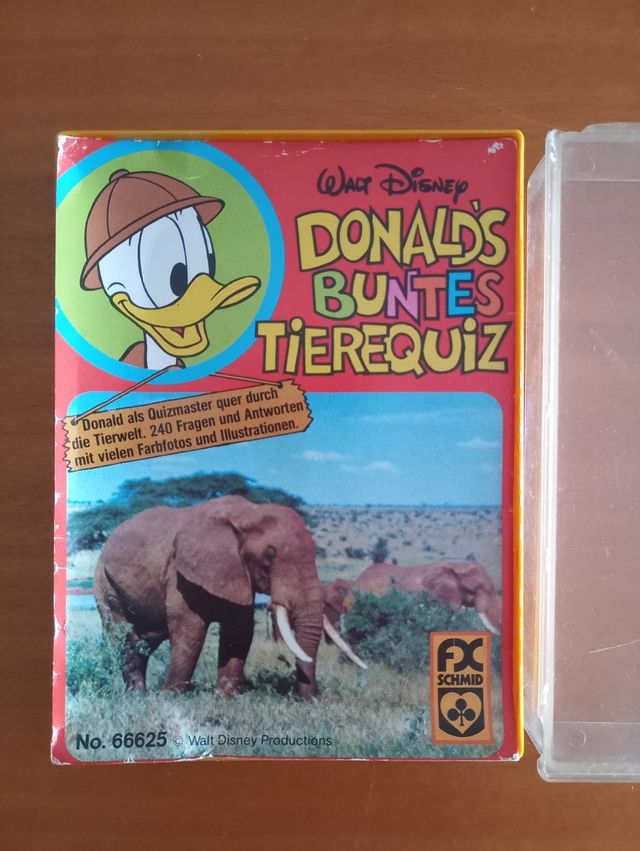 WALT DISNEY
DONALD'S
BUNTES
TIEREQUIZ
Donald als Quizmaster quer durch
die Tierwelt. 240 Fragen und Antworten
mit vielen Farbfotos und Illustrationen.
FX
SCHMID
No. 66625 © Walt Disney Productions